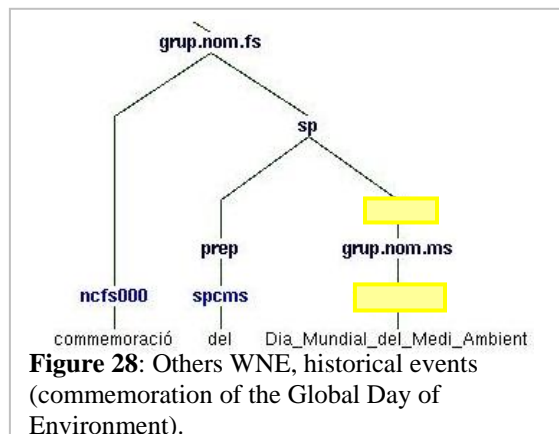 grup.nom.fs
sp
prep
grup.nom.ms
ncfs000
spcms
commemoració del Dia_Mundial_del_Medi_Ambient
Figure 28: Others WNE, historical events
(commemoration of the Global Day of
Environment).